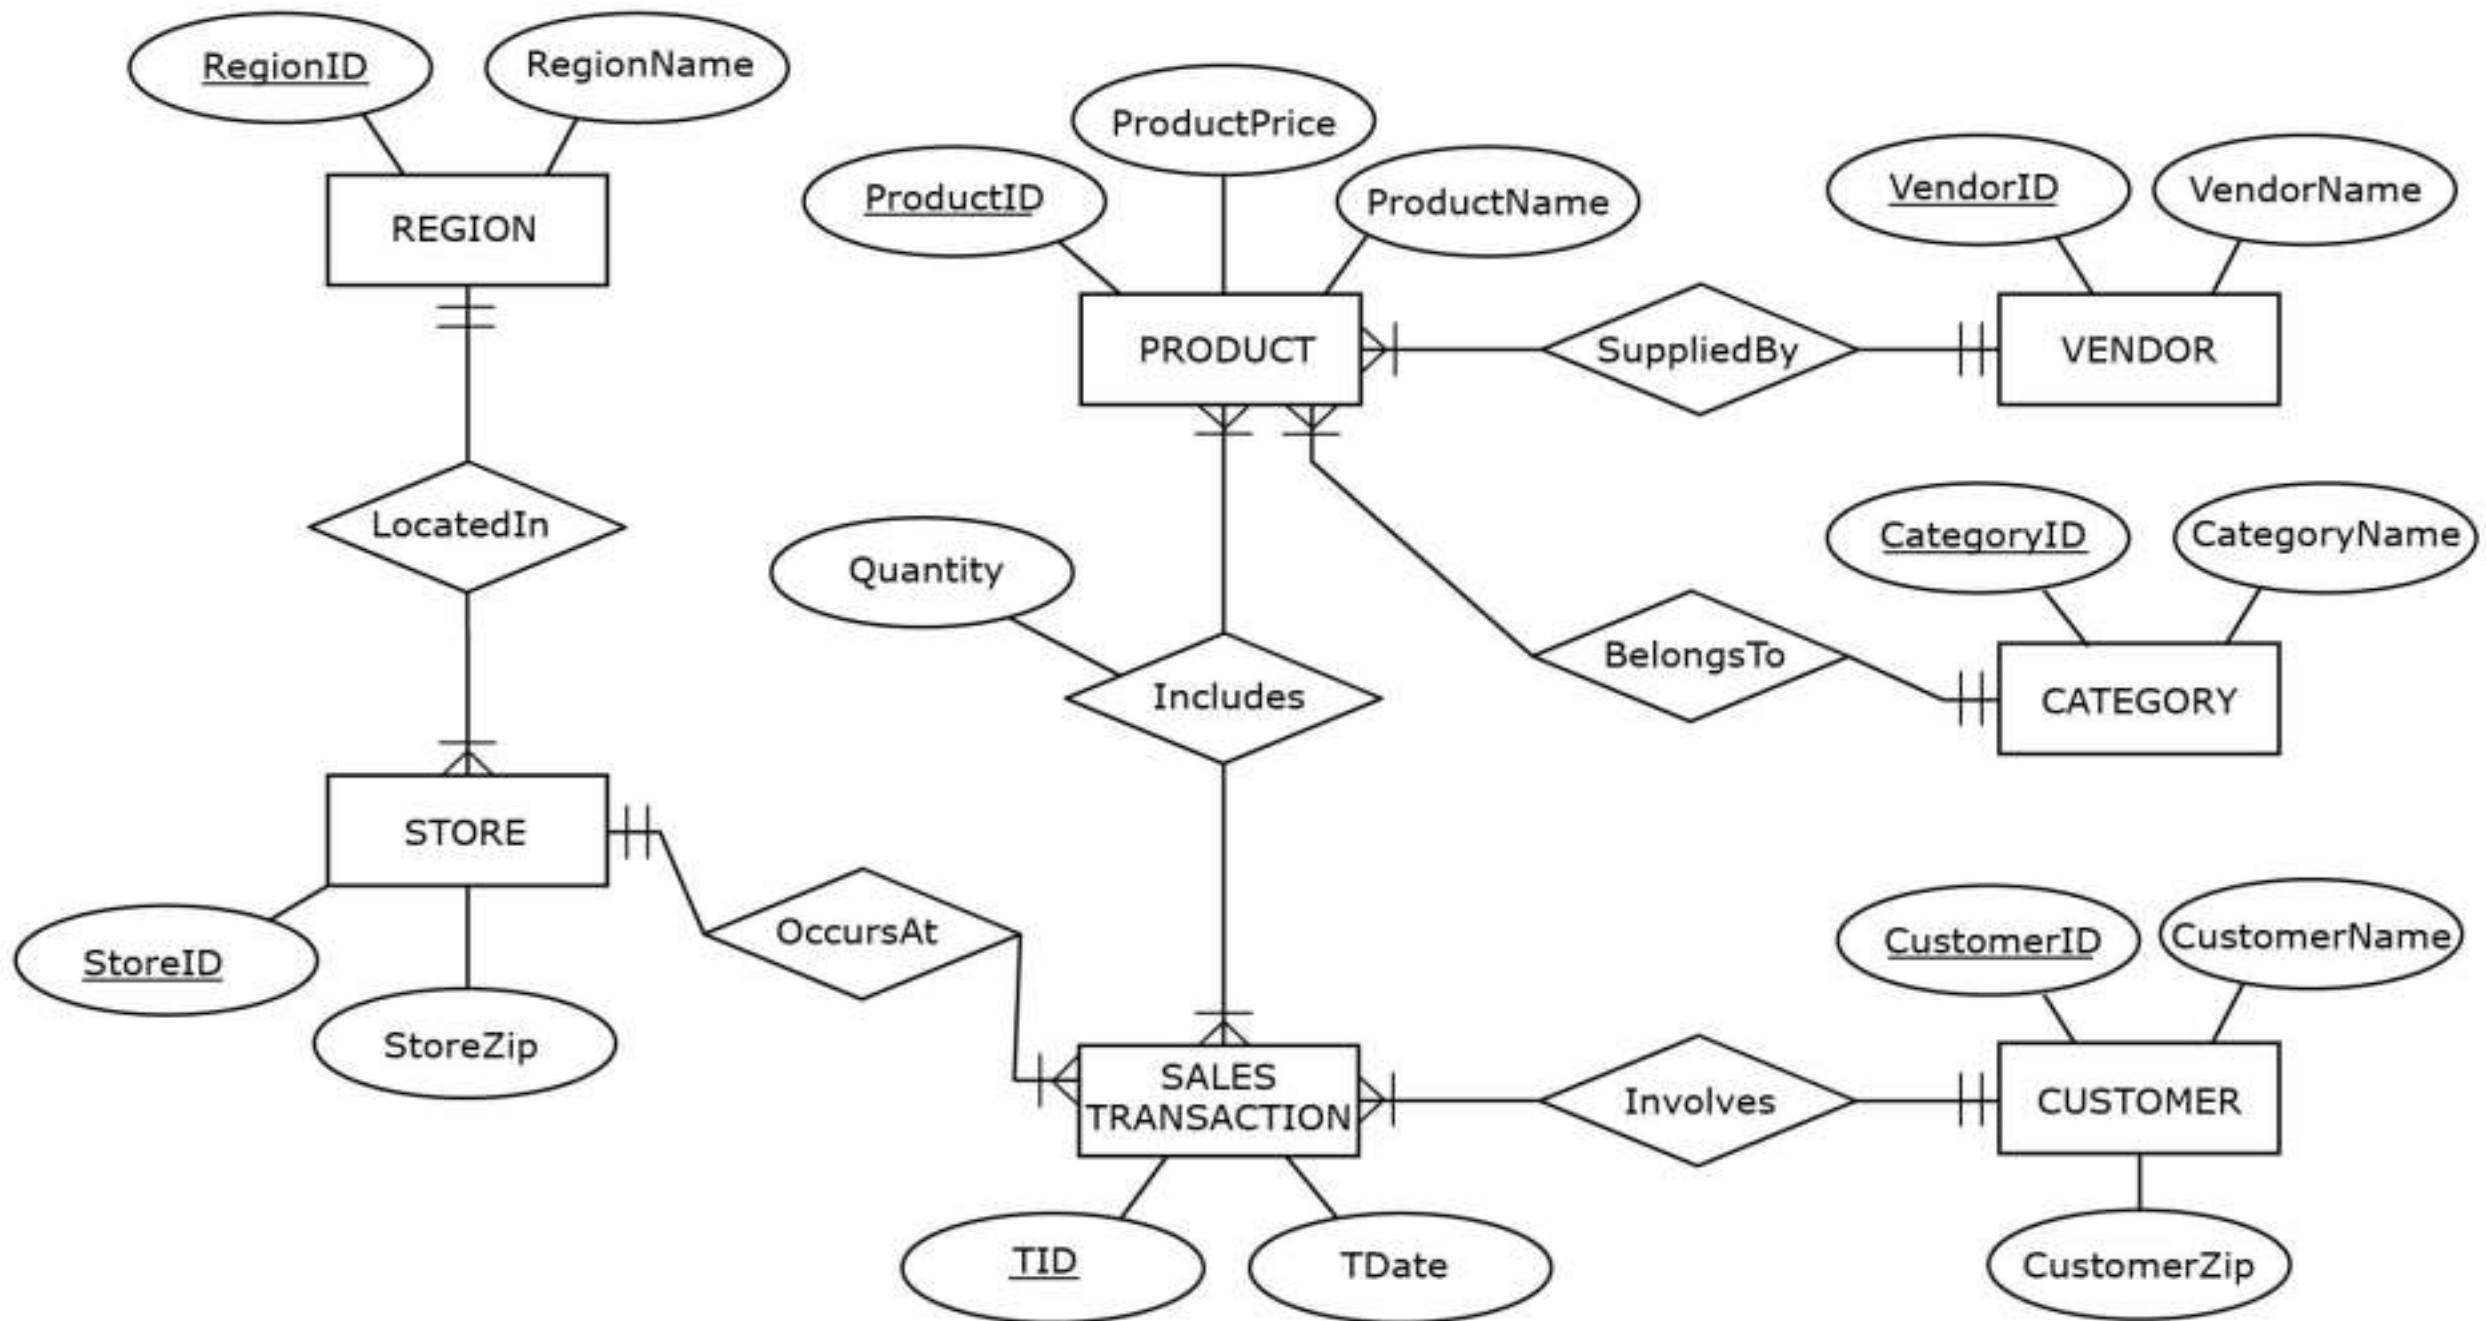 RegionID
RegionName
REGION
ProductPrice
ProductID
ProductName
PRODUCT
VendorID
VendorName
VENDOR
SuppliedBy
LocatedIn
Quantity
Includes
BelongsTo
CategoryID
CategoryName
CATEGORY
STORE
StoreID
StoreZip
OccursAt
SALES
TRANSACTION
TID
TDate
Involves
CustomerID
CustomerName
CUSTOMER
CustomerZip